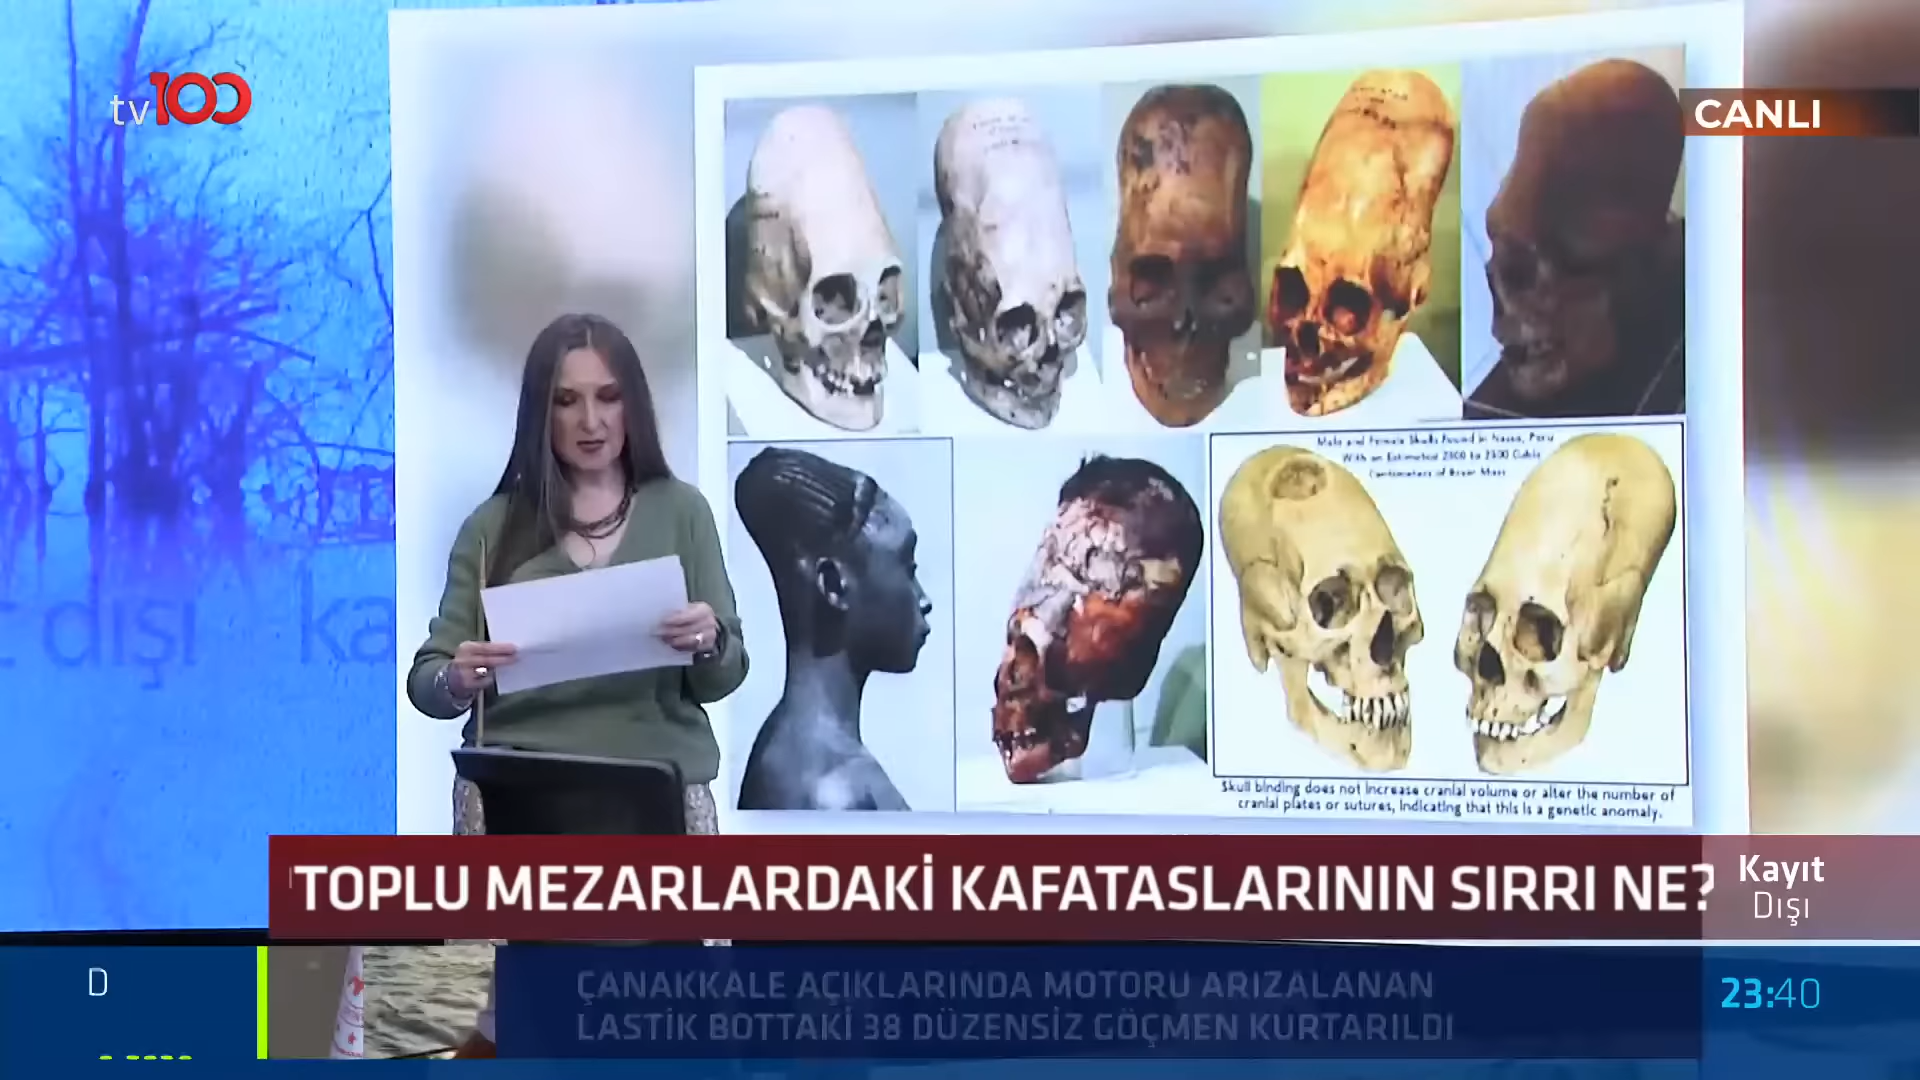 tv100
CANLI
Male and Female Skulls Found in Nazca, Peru
With an Estimated
Cubic
Centimeters of Brain Mass
Skull binding does not increase cranial volume or alter the number of
cranial plates or sutures, indicating that this is a genetic anomaly.
t dışı ka
TOPLU MEZARLARDAKİ KAFATASLARININ SIRRI NE?
Kayıt
Dışı
D
ÇANAKKALE AÇIKLARINDA MOTORU ARIZALANAN
LASTİK BOTTAKİ 38 DÜZENSİZ GÖÇMEN KURTARILDI
23:40